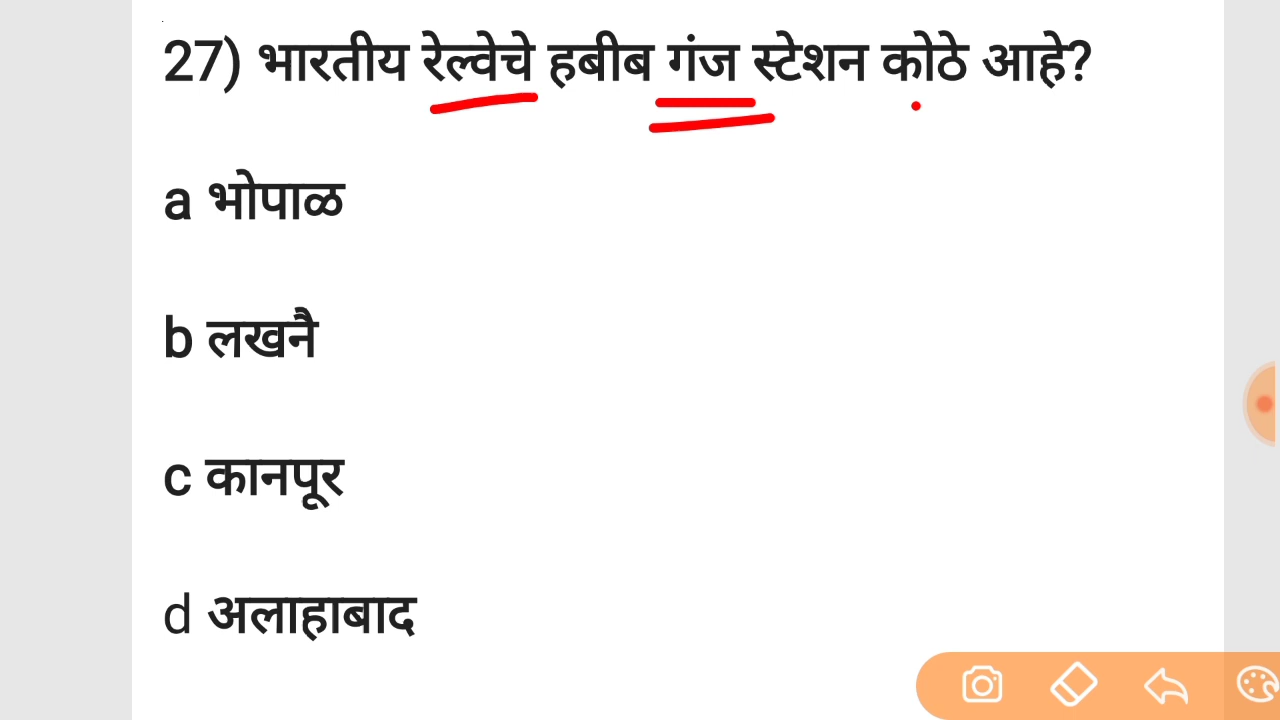 27) भारतीय रेल्वेचे हबीब गंज स्टेशन कोठे आहे?
a भोपाळ
b लखनै
c कानपूर
d अलाहाबाद